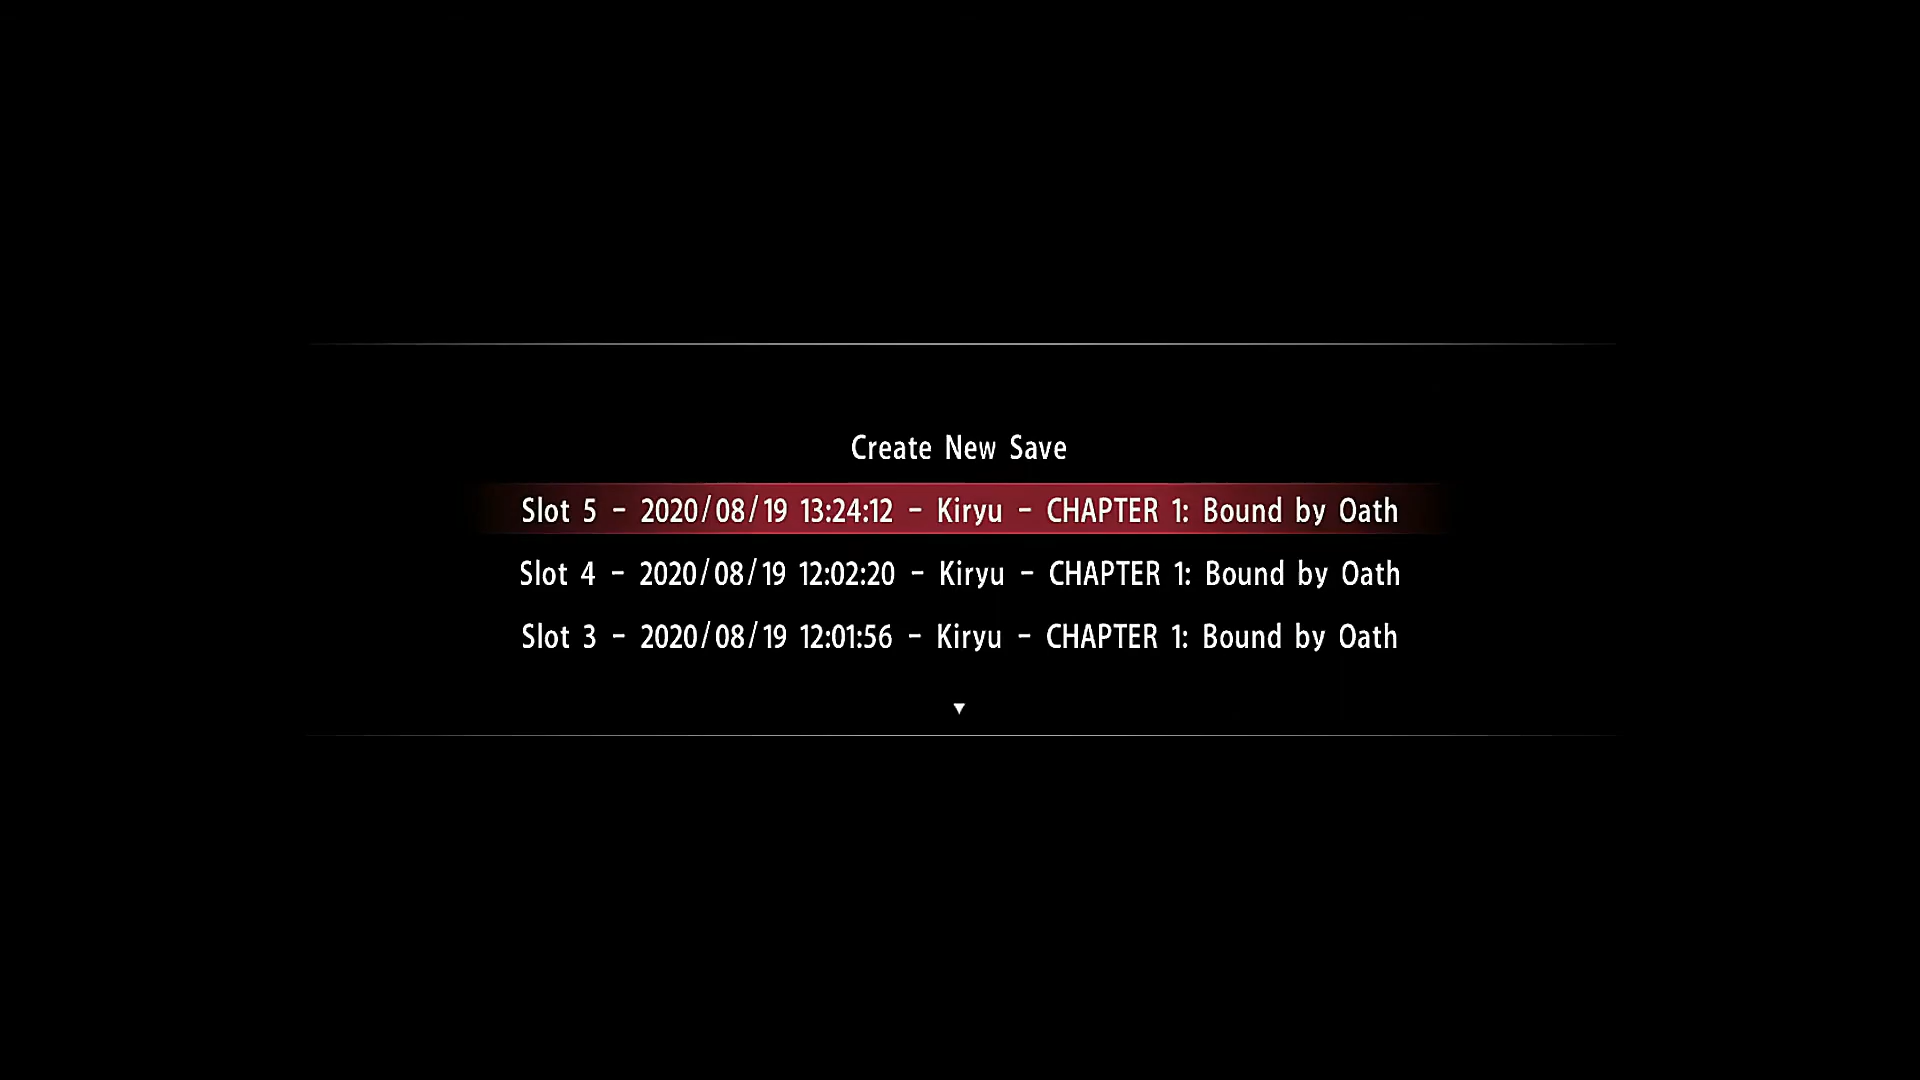 Create New Save
Slot 5 - 2020/08/19 13:24:12 - Kiryu - CHAPTER 1: Bound by Oath
Slot 4 - 2020/08/19 12:02:20 - Kiryu - CHAPTER 1: Bound by Oath
Slot 3 - 2020/08/19 12:01:56 - Kiryu - CHAPTER 1: Bound by Oath